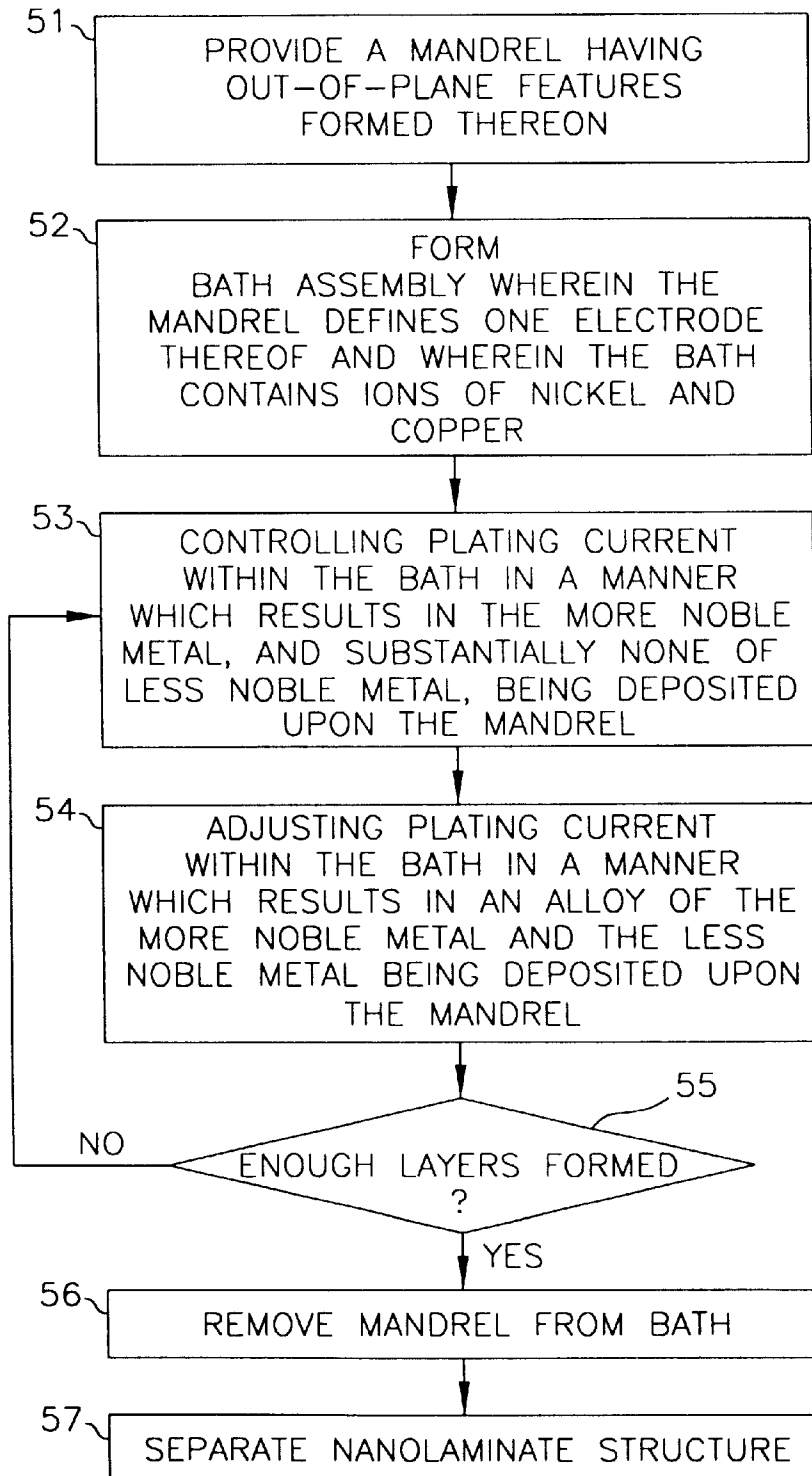 51
PROVIDE A MANDREL HAVING
OUT-OF-PLANE FEATURES
FORMED THEREON
52
FORM
BATH ASSEMBLY WHEREIN THE
MANDREL DEFINES ONE ELECTRODE
THEREOF AND WHEREIN THE BATH
CONTAINS IONS OF NICKEL AND
COPPER
53
CONTROLLING PLATING CURRENT
WITHIN THE BATH IN A MANNER
WHICH RESULTS IN THE MORE NOBLE
METAL, AND SUBSTANTIALLY NONE OF
LESS NOBLE METAL, BEING DEPOSITED
UPON THE MANDREL
54
ADJUSTING PLATING CURRENT
WITHIN THE BATH IN A MANNER
WHICH RESULTS IN AN ALLOY OF THE
MORE NOBLE METAL AND THE LESS
NOBLE METAL BEING DEPOSITED UPON
THE MANDREL
55
NO
ENOUGH LAYERS FORMED
?
YES
56
REMOVE MANDREL FROM BATH
57
SEPARATE NANOLAMINATE STRUCTURE